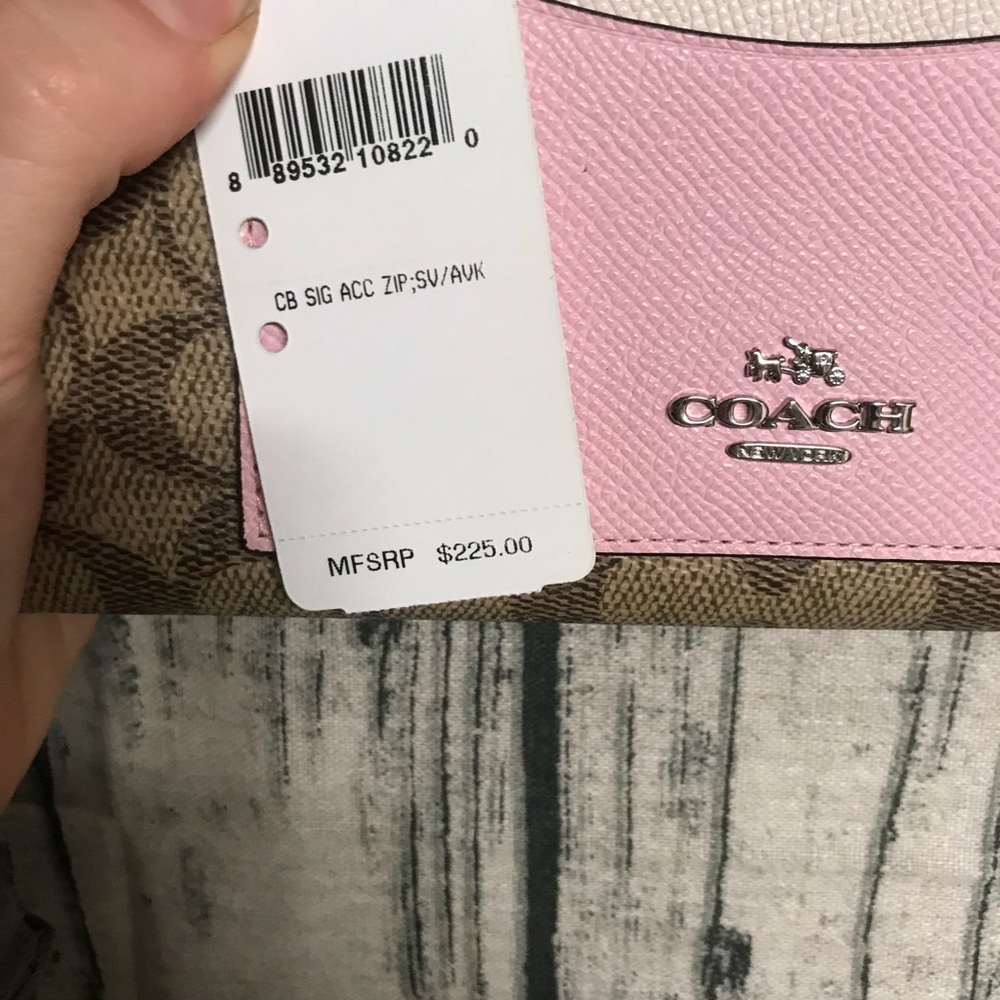 8 89532 10822 0
CB SIG ACC ZIP;SV/AVK
MFSRP $225.00
COACH
NEW YORK